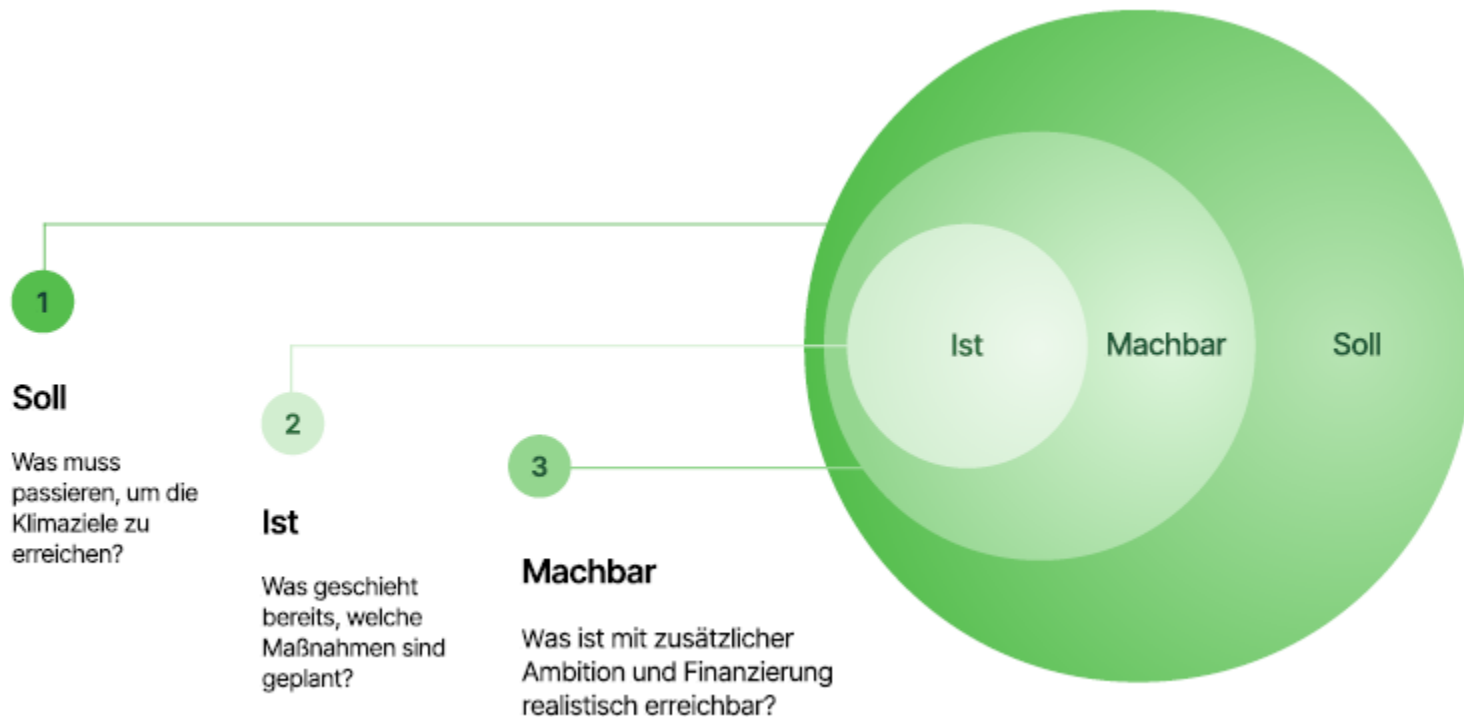 1
Soll
Was muss
passieren, um die
Klimaziele zu
erreichen?
2
Ist
Was geschieht
bereits, welche
Maßnahmen sind
geplant?
3
Machbar
Was ist mit zusätzlicher
Ambition und Finanzierung
realistisch erreichbar?
Ist
Machbar
Soll